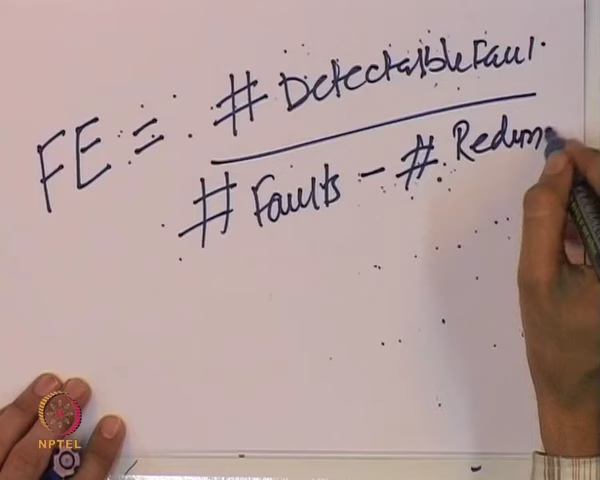 FE = # Detectable Faul.
# Faults - # Redun
NPTEL